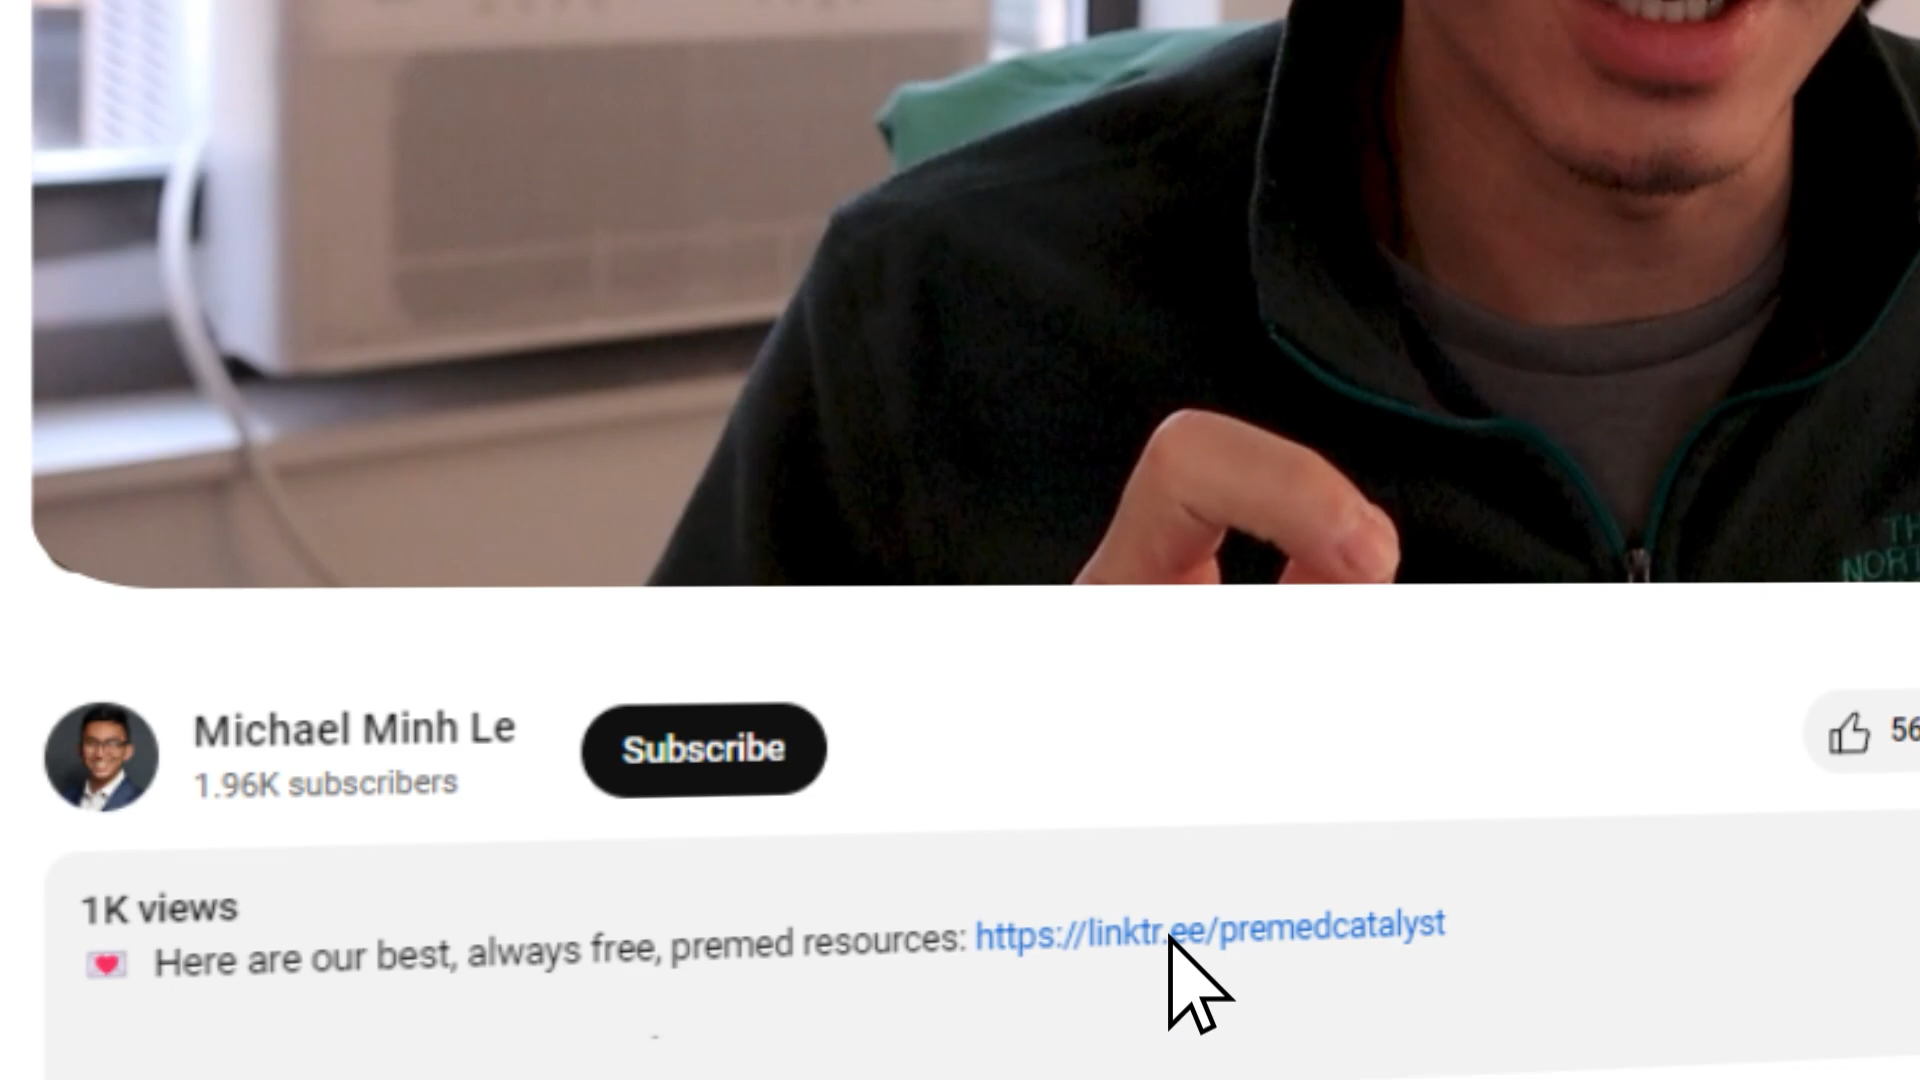 Michael Minh Le
1.96K subscribers
Subscribe
56
1K views
💌 Here are our best, always free, premed resources: https://linktr.ee/premedcatalyst